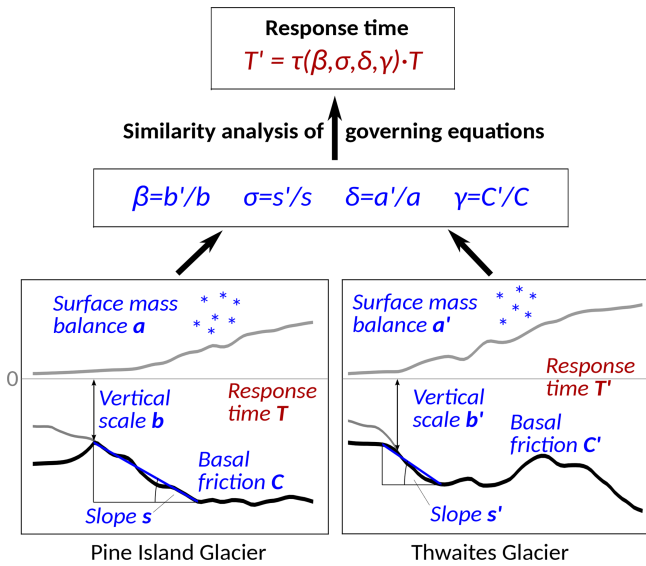 Response time
T' = τ(β,σ,δ,γ)·T
Similarity analysis of governing equations
β=b'/b σ=s'/s δ=a'/a γ=C'/C
Surface mass
balance a
0
Vertical
scale b
Response
time T
Basal
friction C
Slope s
Pine Island Glacier
Surface mass
balance a'
Response
time T'
Vertical
scale b'
Basal
friction C'
Slope s'
Thwaites Glacier